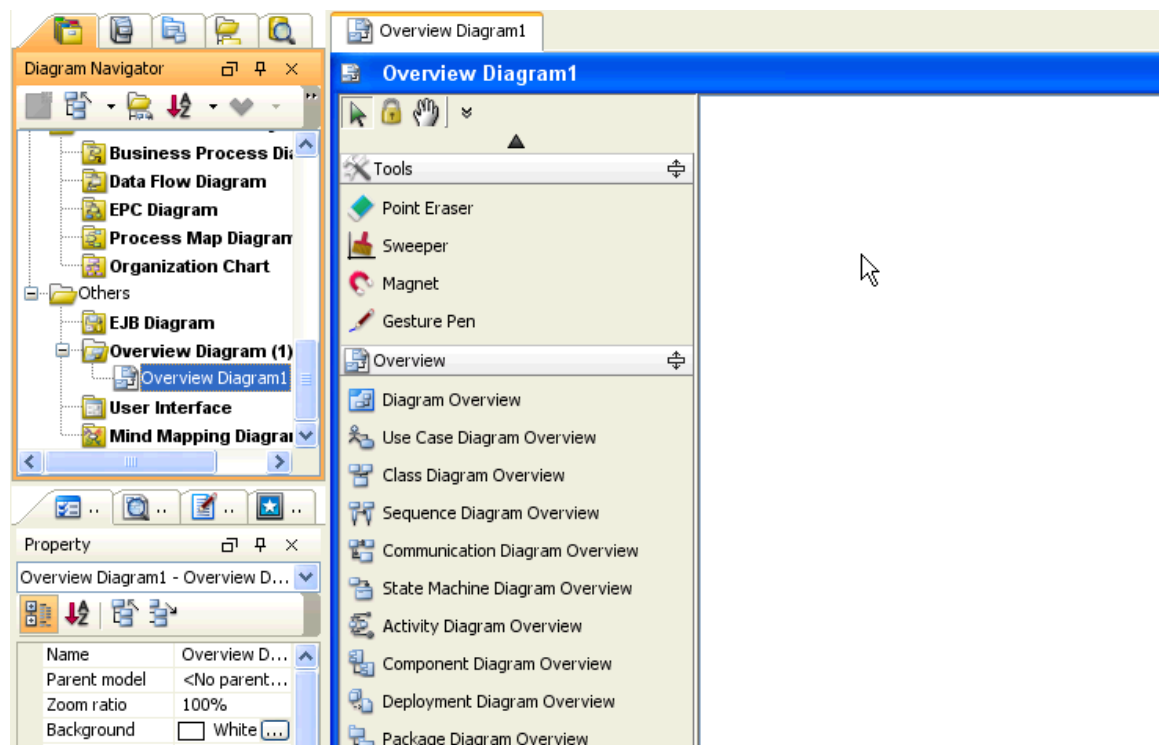 Diagram Navigator
Business Process Di
Data Flow Diagram
EPC Diagram
Process Map Diagram
Organization Chart
Others
EJB Diagram
Overview Diagram (1)
Overview Diagram1
User Interface
Mind Mapping Diagra
..
..
..
..
Property
Overview Diagram1 - Overview D...
Name Overview D...
Parent model <No parent...
Zoom ratio 100%
Background White ...
Overview Diagram1
Overview Diagram1
Tools
Point Eraser
Sweeper
Magnet
Gesture Pen
Overview
Diagram Overview
Use Case Diagram Overview
Class Diagram Overview
Sequence Diagram Overview
Communication Diagram Overview
State Machine Diagram Overview
Activity Diagram Overview
Component Diagram Overview
Deployment Diagram Overview
Package Diagram Overview